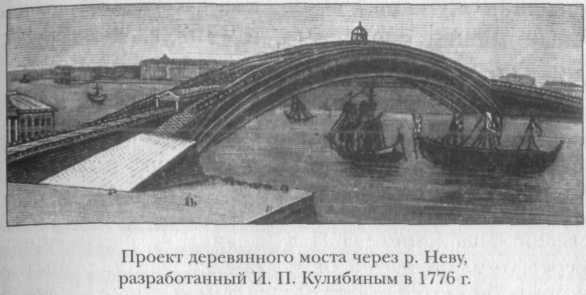 Проект деревянного моста через р. Неву,
разработанный И. П. Кулибиным в 1776 г.